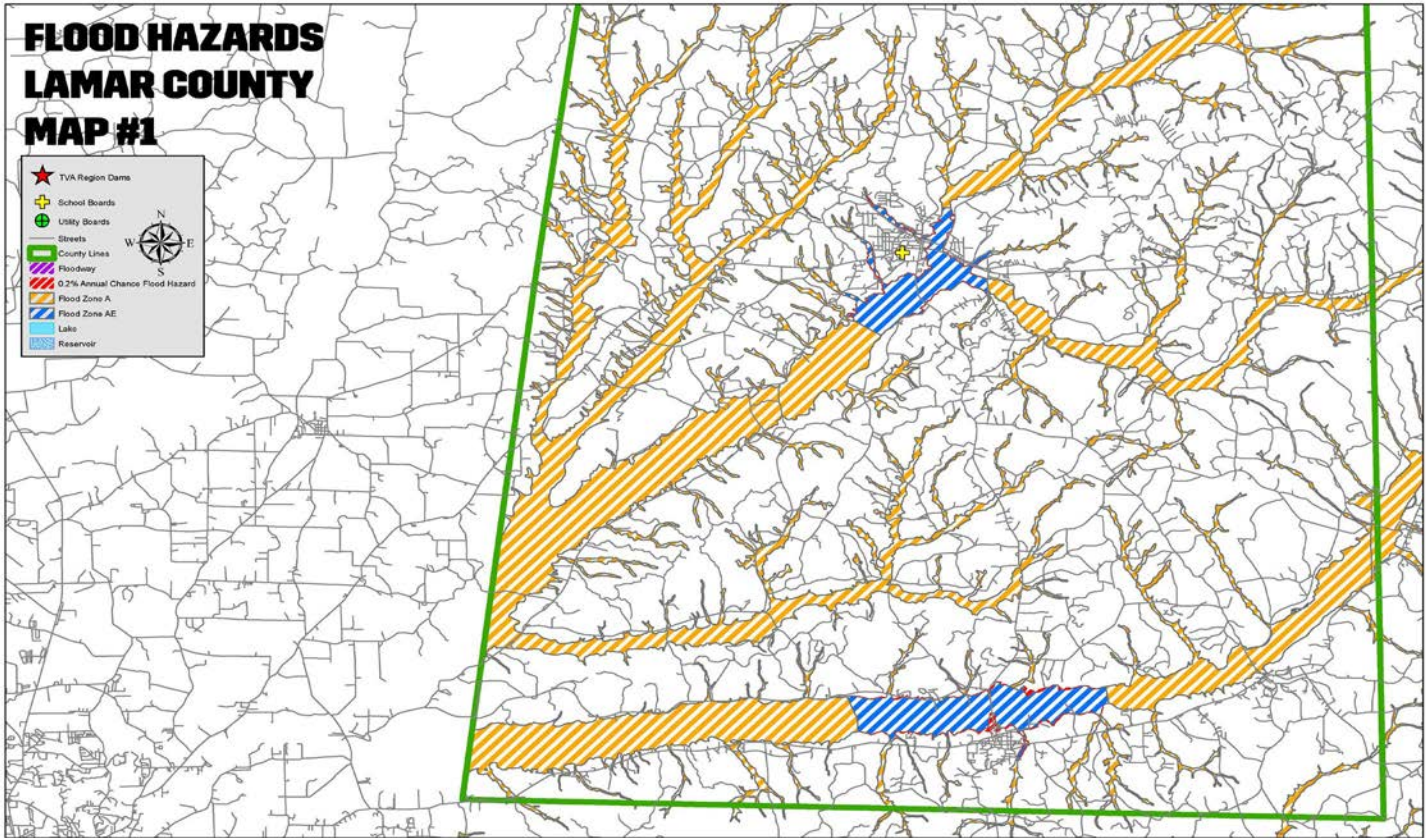 FLOOD HAZARDS
LAMAR COUNTY
MAP #1
TVA Region Dams
School Boards
Utility Boards
Streets
County Lines
Floodway
0.2% Annual Chance Flood Hazard
Flood Zone A
Flood Zone AE
Lake
Reservoir
N
W E
S